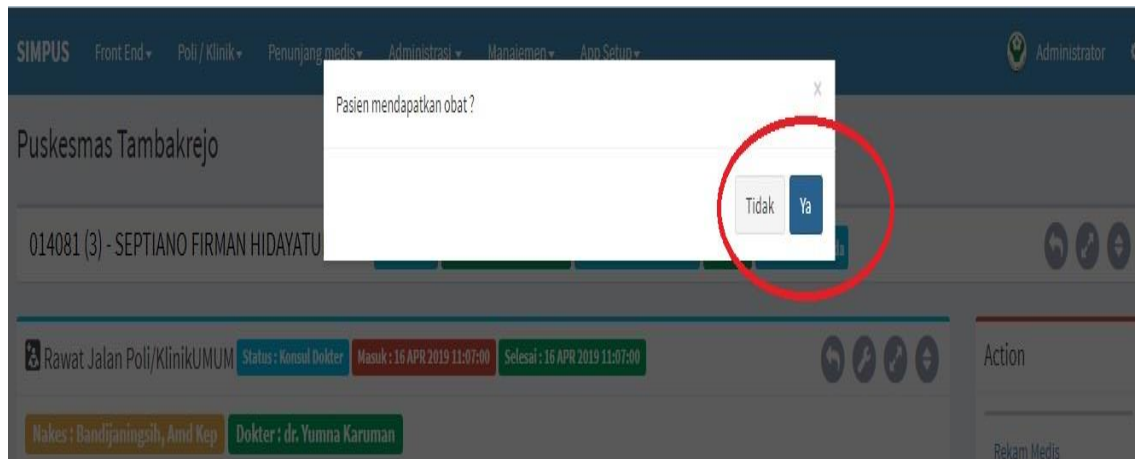 SIMPUS Front End Poli / Klinik Penunjang medis Administrasi Manajemen App Setup Administrator
Pasien mendapatkan obat ?
×
Puskesmas Tambakrejo
Tidak Ya
014081 (3) - SEPTIANO FIRMAN HIDAYATU
Rawat Jalan Poli/KlinikUMUM Status : Konsul Dokter Masuk : 16 APR 2019 11:07:00 Selesai : 16 APR 2019 11:07:00
Action
Nakes : Bandijaningsih, Amd Kep Dokter : dr. Yumna Karuman
Rekam Medis